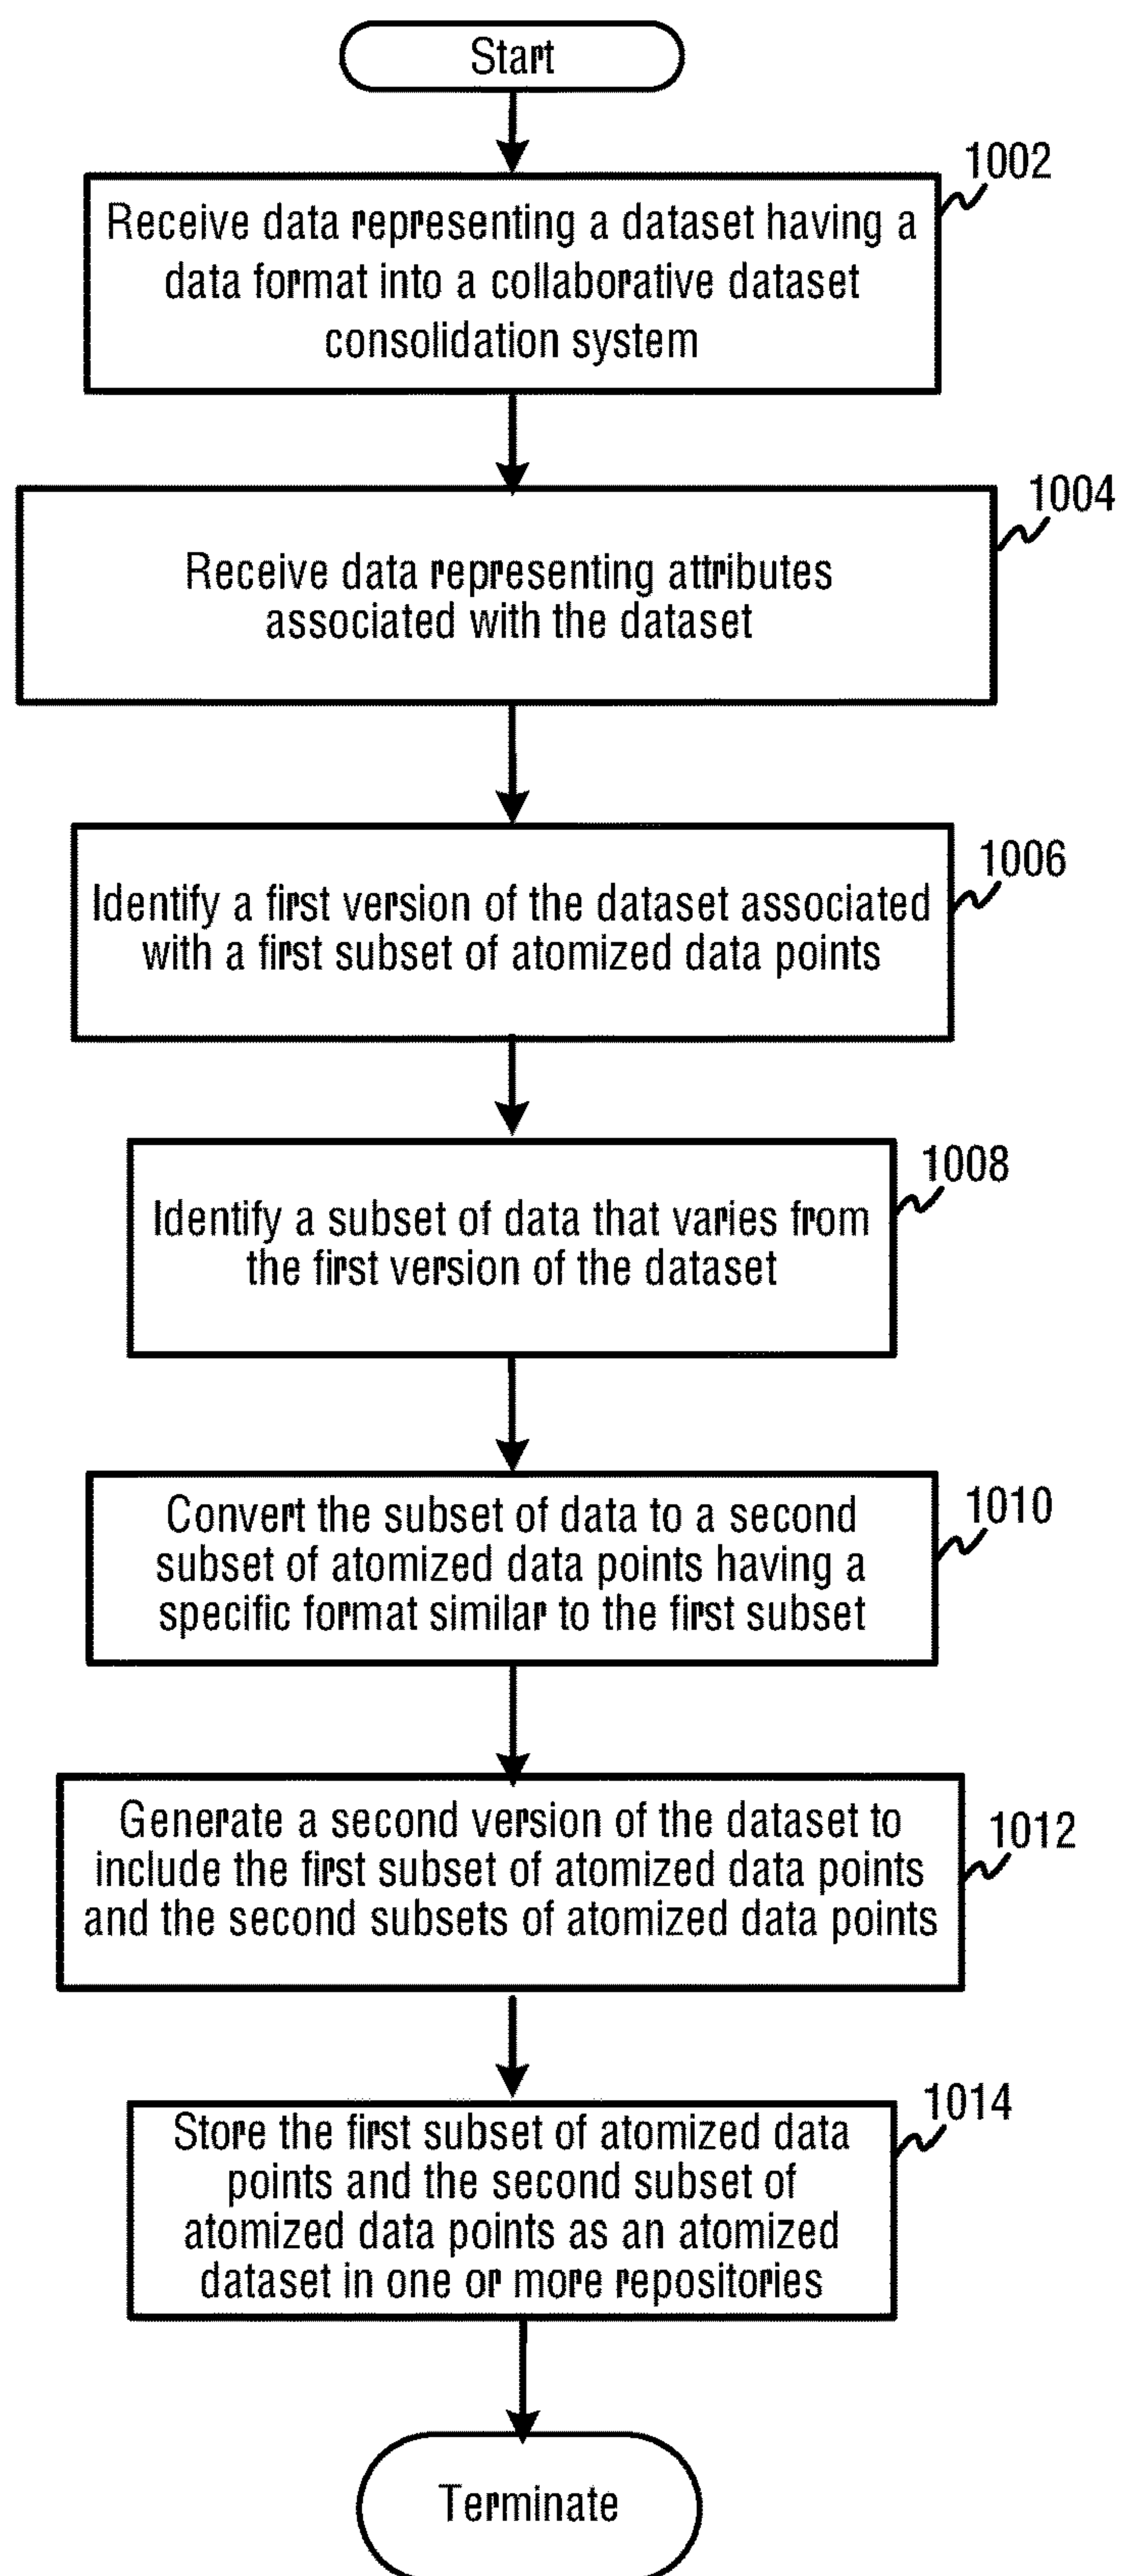 Start
1002
Receive data representing a dataset having a
data format into a collaborative dataset
consolidation system
1004
Receive data representing attributes
associated with the dataset
1006
Identify a first version of the dataset associated
with a first subset of atomized data points
1008
Identify a subset of data that varies from
the first version of the dataset
1010
Convert the subset of data to a second
subset of atomized data points having a
specific format similar to the first subset
1012
Generate a second version of the dataset to
include the first subset of atomized data points
and the second subsets of atomized data points
1014
Store the first subset of atomized data
points and the second subset of
atomized data points as an atomized
dataset in one or more repositories
Terminate